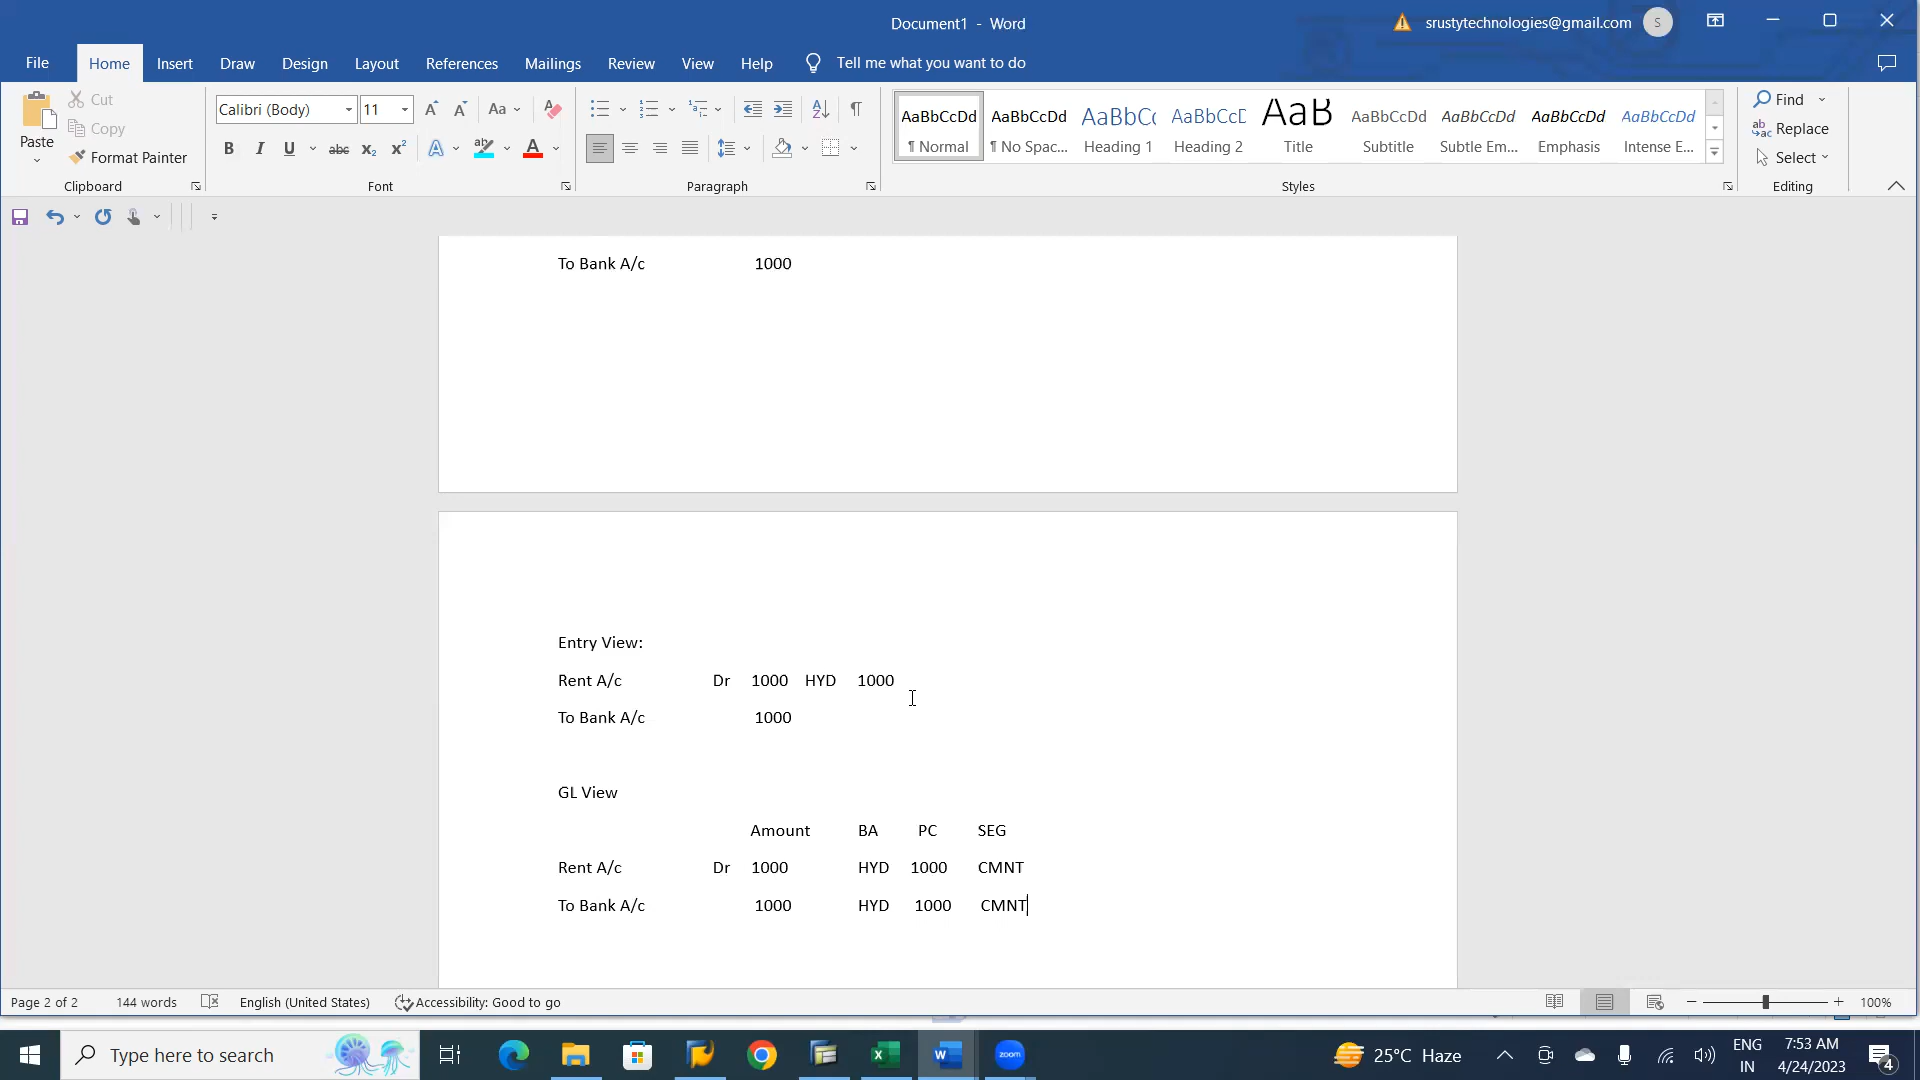 Document1 - Word
srustytechnologies@gmail.com S
File Home Insert Draw Design Layout References Mailings Review View Help Tell me what you want to do
Paste
Cut
Copy
Format Painter
Clipboard
Calibri (Body) 11
Font
Paragraph
AaBbCcDd AaBbCcDd AaBbCc AaBbCcD AaB AaBbCcDd AaBbCcDd AaBbCcDd AaBbCcDd
¶ Normal ¶ No Spac... Heading 1 Heading 2 Title Subtitle Subtle Em... Emphasis Intense E...
Styles
Find
Replace
Select
Editing
To Bank A/c 1000
Entry View:
Rent A/c Dr 1000 HYD 1000
To Bank A/c 1000
GL View
Amount BA PC SEG
Rent A/c Dr 1000 HYD 1000 CMNT
To Bank A/c 1000 HYD 1000 CMNT
Page 2 of 2 144 words English (United States) Accessibility: Good to go 100%
Type here to search
zoom
25°C Haze
ENG
IN
7:53 AM
4/24/2023
4